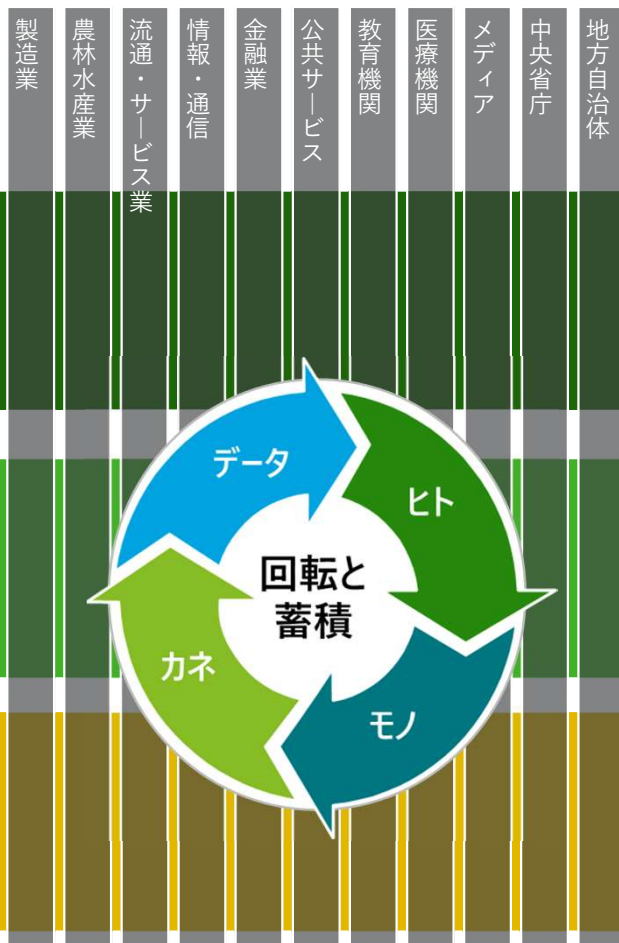 製造業
農林水産業
流通・サービス業
情報・通信
金融業
公共サービス
教育機関
医療機関
メディア
中央省庁
地方自治体
データ
ヒト
回転と
蓄積
カネ
モノ